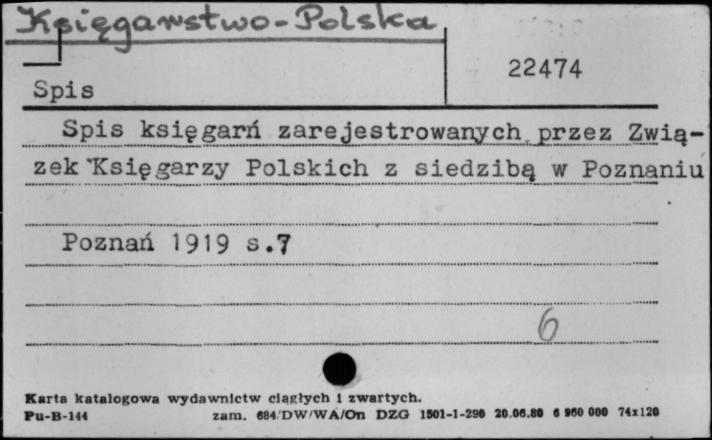 Księgarstwo-Polska
22474
Spis
Spis księgarń zarejestrowanych przez Zwią-
zek Księgarzy Polskich z siedzibą w Poznaniu
Poznań 1919 s.7
6
Karta katalogowa wydawnictw ciągłych i zwartych.
Pu-B-144 zam. 684/DW/WA/On DZG 1501-1-290 20.06.80 6 960 000 74x120